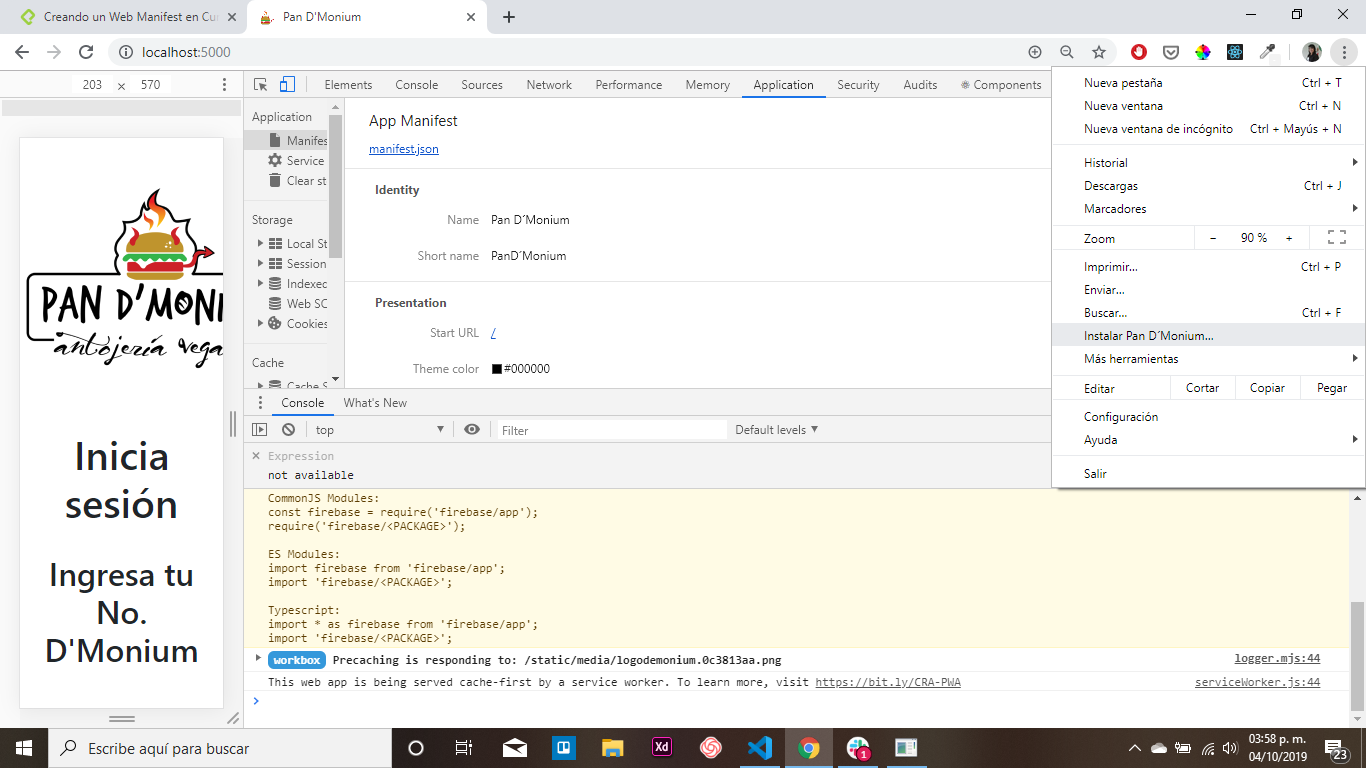 Creando un Web Manifest en Cu
Pan D'Monium
localhost:5000
203 × 570
PAN D'MONI
antojería vega
Inicia
sesión
Ingresa tu
No.
D'Monium
Elements Console Sources Network Performance Memory Application Security Audits Components
Application
Manifes
Service
Clear st
Storage
Local St
Session
Indexed
Web SQ
Cookies
Cache
Cache S
App Manifest
manifest.json
Identity
Name Pan D´Monium
Short name PanD´Monium
Presentation
Start URL /
Theme color #000000
Console What's New
top Filter Default levels ▼
Expression
not available
CommonJS Modules:
const firebase = require('firebase/app');
require('firebase/<PACKAGE>');
ES Modules:
import firebase from 'firebase/app';
import 'firebase/<PACKAGE>';
Typescript:
import * as firebase from 'firebase/app';
import 'firebase/<PACKAGE>';
workbox Precaching is responding to: /static/media/logodemonium.0c3813aa.png logger.mjs:44
This web app is being served cache-first by a service worker. To learn more, visit https://bit.ly/CRA-PWA serviceWorker.js:44
Nueva pestaña Ctrl + T
Nueva ventana Ctrl + N
Nueva ventana de incógnito Ctrl + Mayús + N
Historial
Descargas Ctrl + J
Marcadores
Zoom − 90 % +
Imprimir... Ctrl + P
Enviar...
Buscar... Ctrl + F
Instalar Pan D´Monium...
Más herramientas
Editar Cortar Copiar Pegar
Configuración
Ayuda
Salir
Escribe aquí para buscar
Xd
1
03:58 p. m.
04/10/2019
23